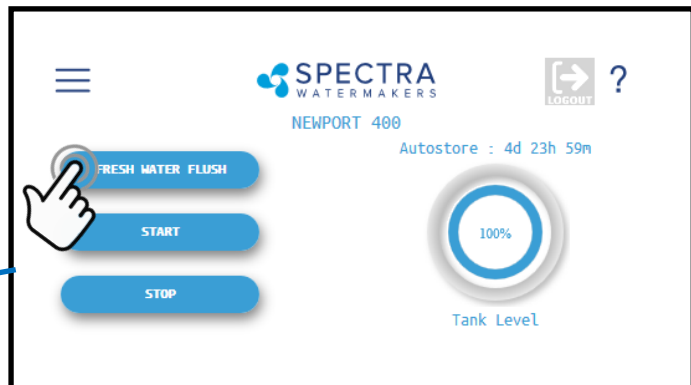 SPECTRA
WATERMAKERS
LOGOUT
?
NEWPORT 400
Autostore : 4d 23h 59m
FRESH WATER FLUSH
START
100%
STOP
Tank Level